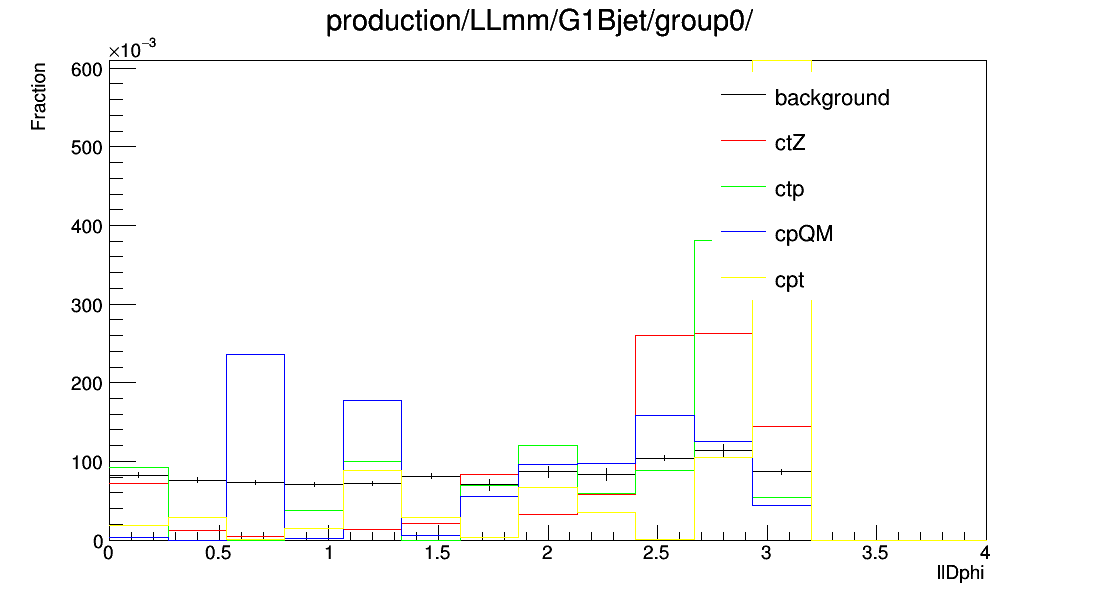 production/LLmm/G1Bjet/group0/
×10⁻³
Fraction
600
500
400
300
200
100
0
background
ctZ
ctp
cpQM
cpt
0 0.5 1 1.5 2 2.5 3 3.5 4
llDphi